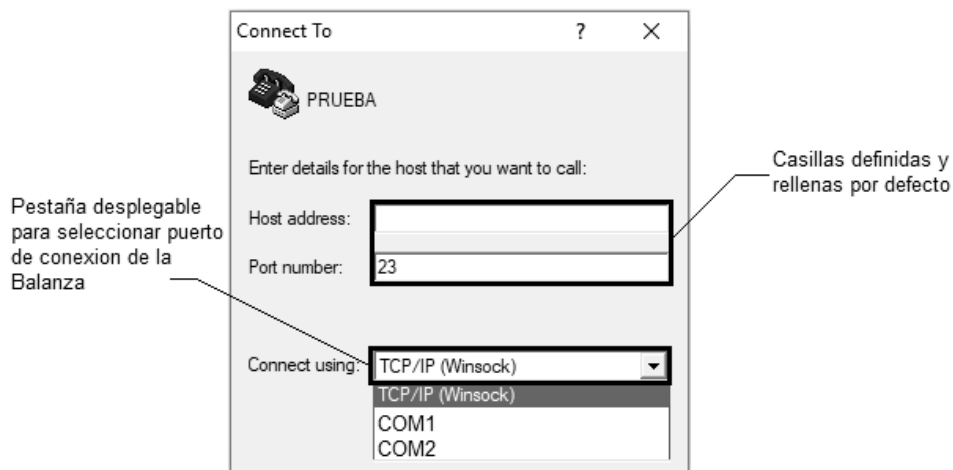 Connect To ? ×
PRUEBA
Enter details for the host that you want to call:
Casillas definidas y
rellenas por defecto
Pestaña desplegable
para seleccionar puerto
de conexion de la
Balanza
Host address:
Port number: 23
Connect using: TCP/IP (Winsock)
TCP/IP (Winsock)
COM1
COM2